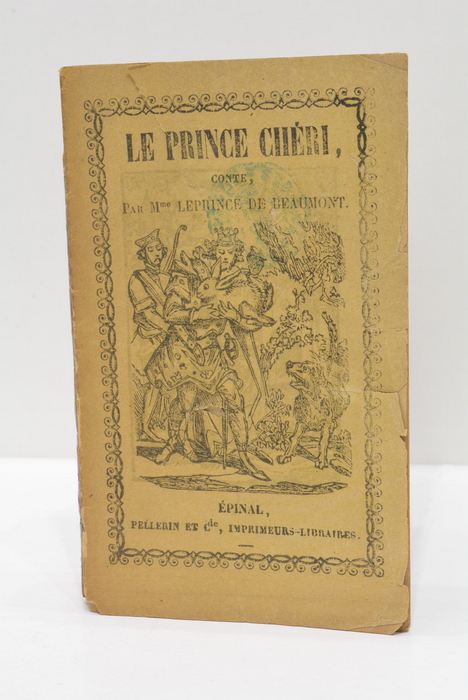 LE PRINCE CHÉRI,
CONTE,
PAR Mme LEPRINCE DE BEAUMONT.
ÉPINAL,
PELLERIN ET Cie, IMPRIMEURS-LIBRAIRES.